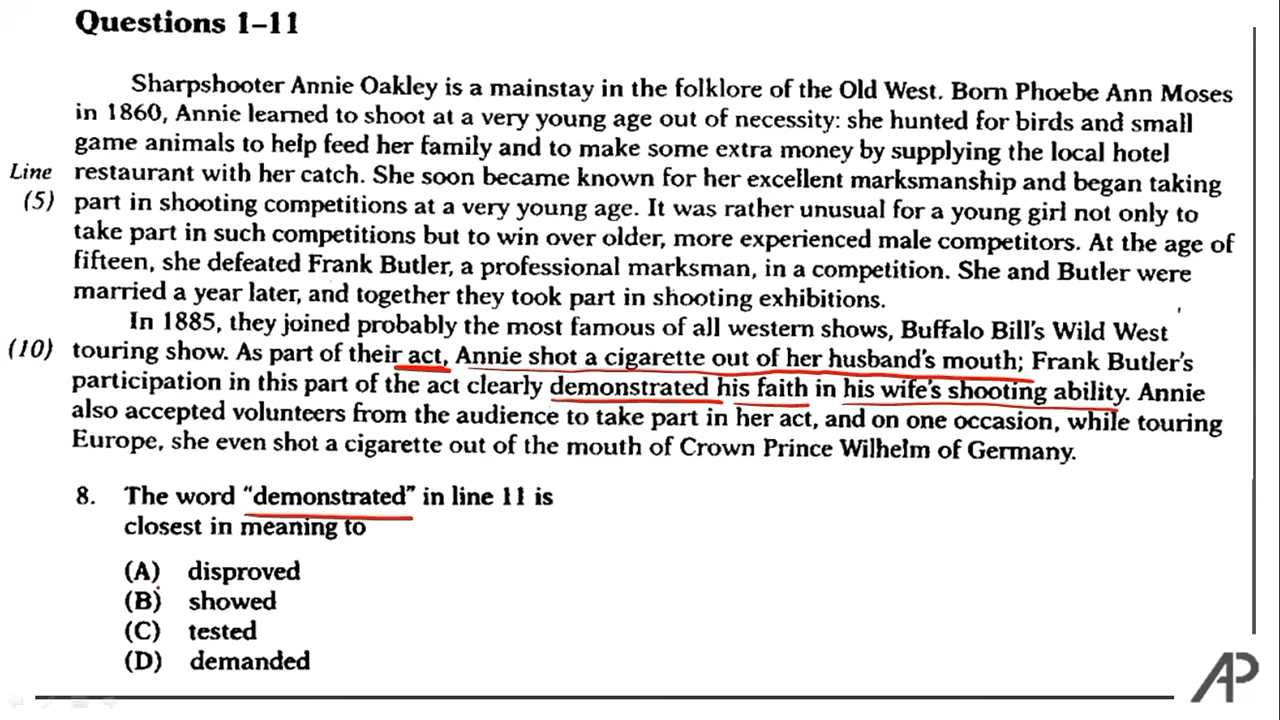 Questions 1–11
Sharpshooter Annie Oakley is a mainstay in the folklore of the Old West. Born Phoebe Ann Moses
in 1860, Annie learned to shoot at a very young age out of necessity: she hunted for birds and small
game animals to help feed her family and to make some extra money by supplying the local hotel
Line restaurant with her catch. She soon became known for her excellent marksmanship and began taking
(5) part in shooting competitions at a very young age. It was rather unusual for a young girl not only to
take part in such competitions but to win over older, more experienced male competitors. At the age of
fifteen, she defeated Frank Butler, a professional marksman, in a competition. She and Butler were
married a year later, and together they took part in shooting exhibitions.
In 1885, they joined probably the most famous of all western shows, Buffalo Bill's Wild West
(10) touring show. As part of their act, Annie shot a cigarette out of her husband's mouth; Frank Butler's
participation in this part of the act clearly demonstrated his faith in his wife's shooting ability. Annie
also accepted volunteers from the audience to take part in her act, and on one occasion, while touring
Europe, she even shot a cigarette out of the mouth of Crown Prince Wilhelm of Germany.
8. The word "demonstrated" in line 11 is
closest in meaning to
(A) disproved
(B) showed
(C) tested
(D) demanded
AP